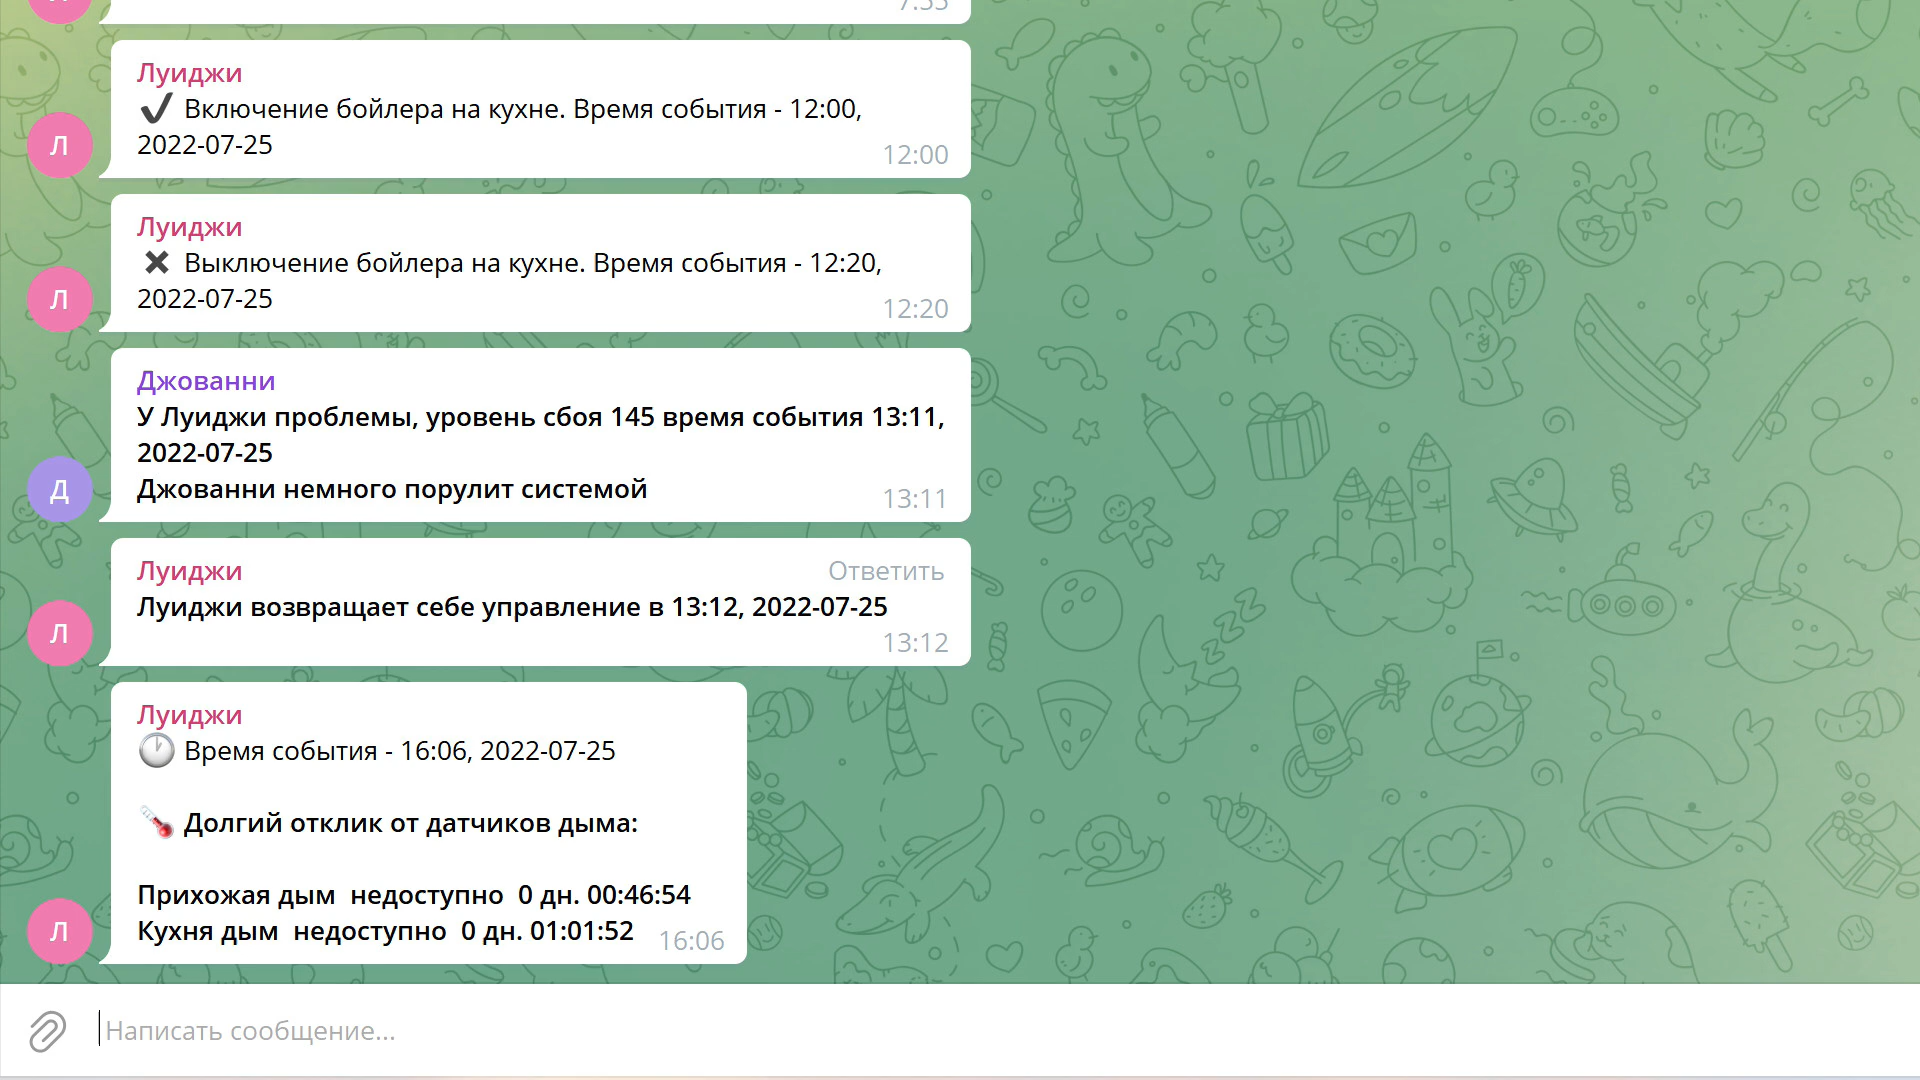 7:55
Луиджи
✔ Включение бойлера на кухне. Время события - 12:00,
2022-07-25
12:00
Л
Луиджи
✖ Выключение бойлера на кухне. Время события - 12:20,
2022-07-25
12:20
Л
Джованни
У Луиджи проблемы, уровень сбоя 145 время события 13:11,
2022-07-25
Джованни немного порулит системой
13:11
Д
Луиджи
Ответить
Луиджи возвращает себе управление в 13:12, 2022-07-25
13:12
Л
Луиджи
Время события - 16:06, 2022-07-25
Долгий отклик от датчиков дыма:
Прихожая дым недоступно 0 дн. 00:46:54
Кухня дым недоступно 0 дн. 01:01:52
16:06
Л
Написать сообщение...